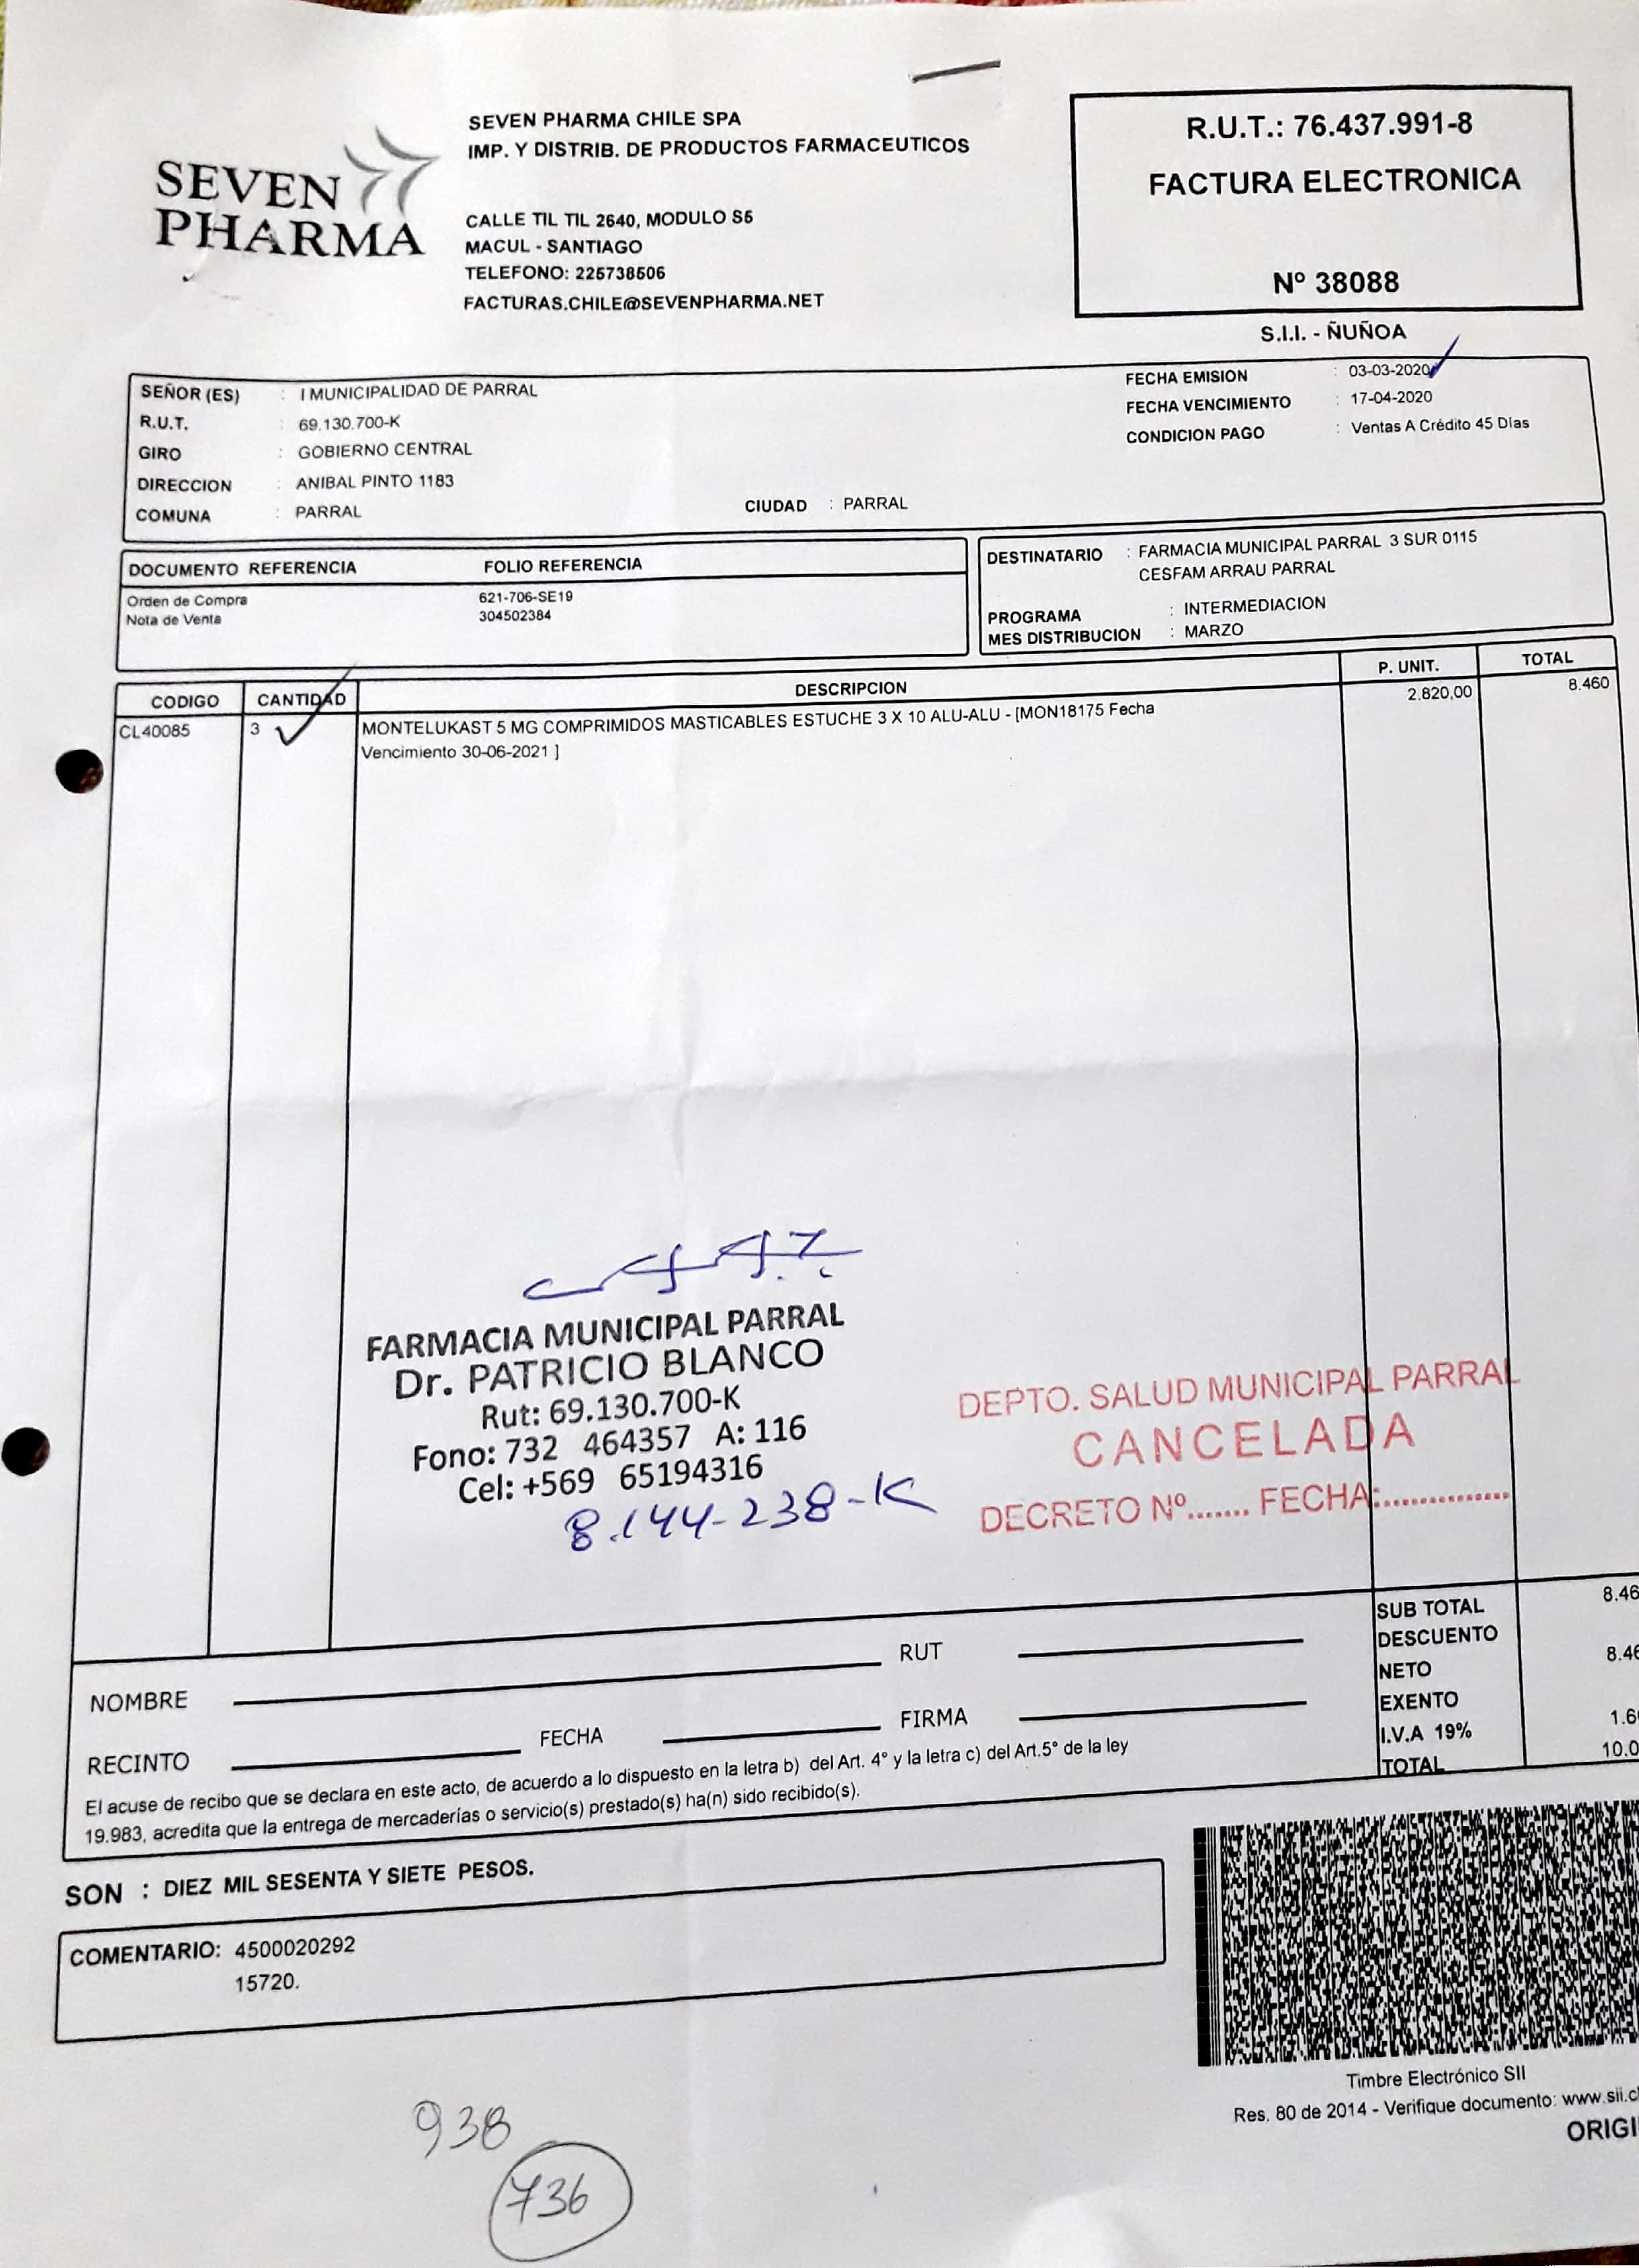 SEVEN
PHARMA
SEVEN PHARMA CHILE SPA
IMP. Y DISTRIB. DE PRODUCTOS FARMACEUTICOS
CALLE TIL TIL 2640, MODULO S5
MACUL - SANTIAGO
TELEFONO: 225738506
FACTURAS.CHILE@SEVENPHARMA.NET
R.U.T.: 76.437.991-8
FACTURA ELECTRONICA
Nº 38088
S.I.I. - ÑUÑOA
SEÑOR (ES) : I MUNICIPALIDAD DE PARRAL
R.U.T. : 69.130.700-K
GIRO : GOBIERNO CENTRAL
DIRECCION : ANIBAL PINTO 1183
COMUNA : PARRAL
CIUDAD : PARRAL
FECHA EMISION : 03-03-2020
FECHA VENCIMIENTO : 17-04-2020
CONDICION PAGO : Ventas A Crédito 45 Días
DOCUMENTO REFERENCIA FOLIO REFERENCIA
Orden de Compra 621-706-SE19
Nota de Venta 304502384
DESTINATARIO : FARMACIA MUNICIPAL PARRAL 3 SUR 0115
CESFAM ARRAU PARRAL
PROGRAMA : INTERMEDIACION
MES DISTRIBUCION : MARZO
CODIGO CANTIDAD DESCRIPCION P. UNIT. TOTAL
CL40085 3 MONTELUKAST 5 MG COMPRIMIDOS MASTICABLES ESTUCHE 3 X 10 ALU-ALU - [MON18175 Fecha 2.820,00 8.460
Vencimiento 30-06-2021 ]
FARMACIA MUNICIPAL PARRAL
Dr. PATRICIO BLANCO
Rut: 69.130.700-K
Fono: 732 464357 A: 116
Cel: +569 65194316
8.144-238-K
DEPTO. SALUD MUNICIPAL PARRAL
CANCELADA
DECRETO Nº....... FECHA:...............
SUB TOTAL 8.46
DESCUENTO
NETO 8.46
EXENTO
I.V.A 19% 1.60
TOTAL 10.0
NOMBRE RUT
RECINTO FECHA FIRMA
El acuse de recibo que se declara en este acto, de acuerdo a lo dispuesto en la letra b) del Art. 4° y la letra c) del Art.5° de la ley
19.983, acredita que la entrega de mercaderías o servicio(s) prestado(s) ha(n) sido recibido(s).
SON : DIEZ MIL SESENTA Y SIETE PESOS.
COMENTARIO: 4500020292
15720.
Timbre Electrónico SII
Res. 80 de 2014 - Verifique documento: www.sii.c
ORIGI
938
736